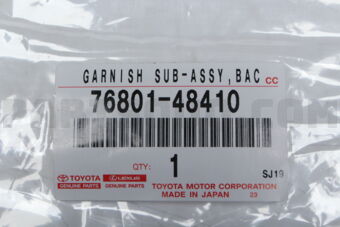 GARNISH SUB-ASSY,BAC CC
76801-48410
QTY: 1 SJ19
TOYOTA LEXUS TOYOTA MOTOR CORPORATION
GENUINE PARTS GENUINE PARTS MADE IN JAPAN 23